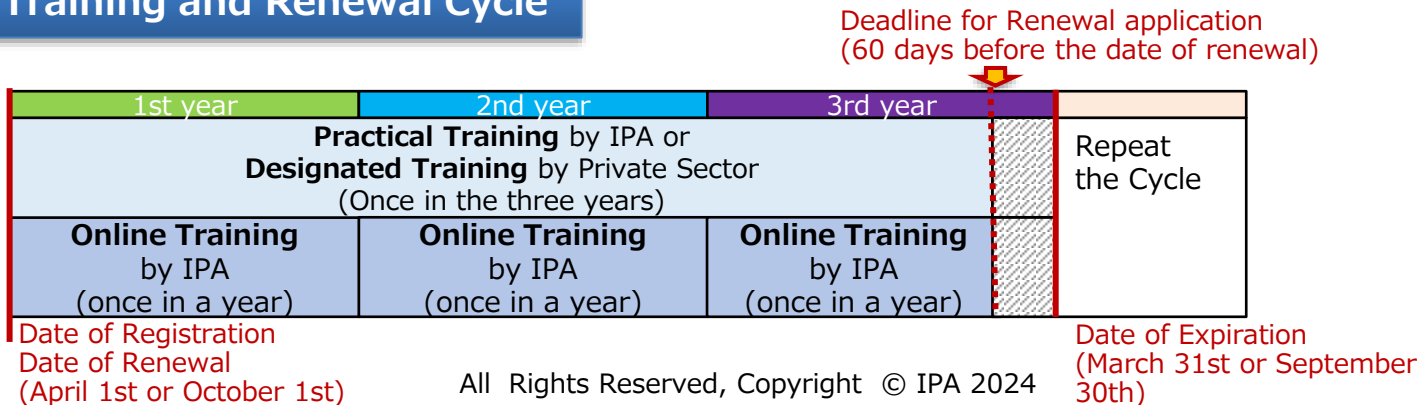 Training and Renewal Cycle
Deadline for Renewal application
(60 days before the date of renewal)
1st year
2nd year
3rd year
Practical Training by IPA or
Designated Training by Private Sector
(Once in the three years)
Repeat
the Cycle
Online Training
by IPA
(once in a year)
Online Training
by IPA
(once in a year)
Online Training
by IPA
(once in a year)
Date of Registration
Date of Renewal
(April 1st or October 1st)
Date of Expiration
(March 31st or September
30th)
All Rights Reserved, Copyright © IPA 2024